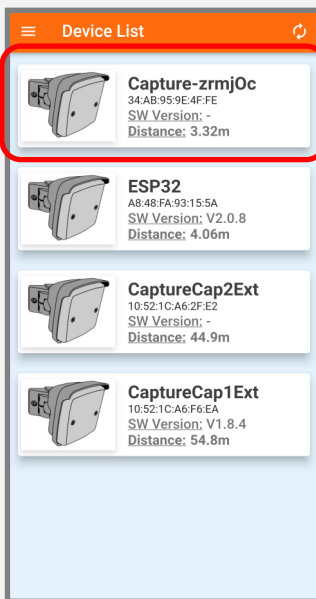 Device List
Capture-zrmjOc
34:AB:95:9E:4F:FE
SW Version: -
Distance: 3.32m
ESP32
A8:48:FA:93:15:5A
SW Version: V2.0.8
Distance: 4.06m
CaptureCap2Ext
10:52:1C:A6:2F:E2
SW Version: -
Distance: 44.9m
CaptureCap1Ext
10:52:1C:A6:F6:EA
SW Version: V1.8.4
Distance: 54.8m